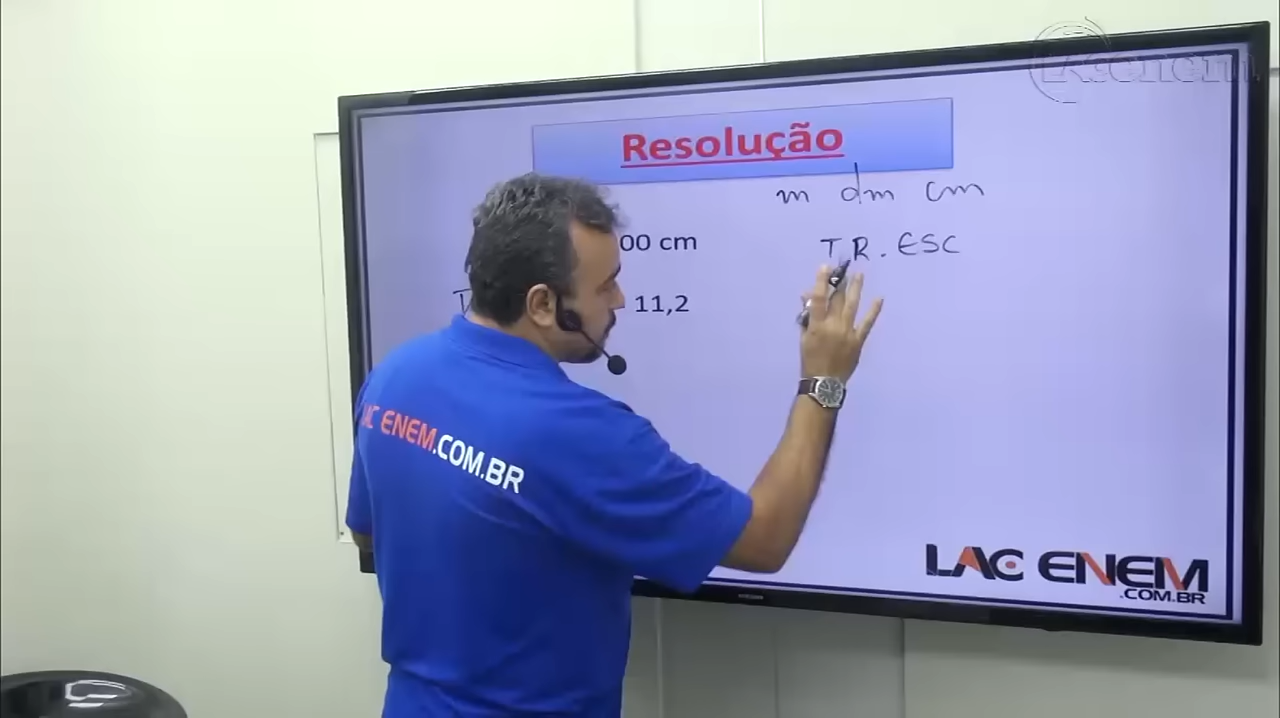 Resolução
m dm cm
00 cm
T.R. ESC
11,2
LAC ENEM.COM.BR
LAC ENEM
.COM.BR